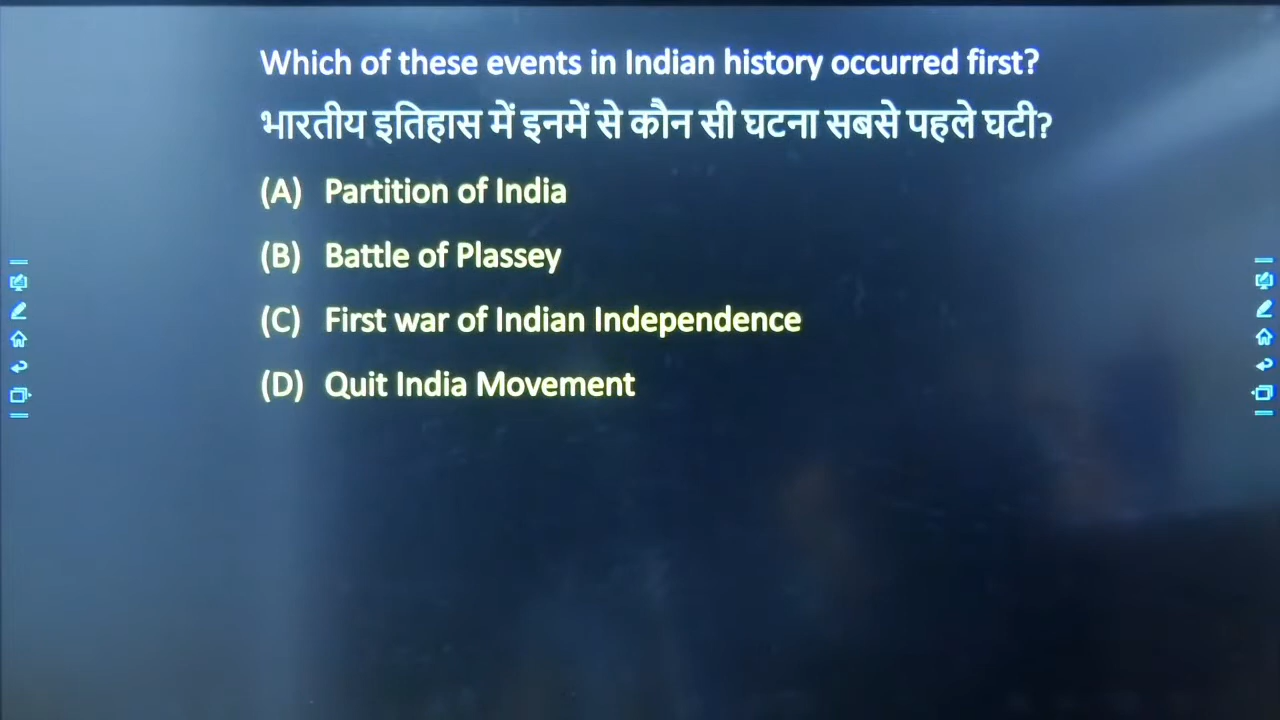 Which of these events in Indian history occurred first?
भारतीय इतिहास में इनमें से कौन सी घटना सबसे पहले घटी?
(A) Partition of India
(B) Battle of Plassey
(C) First war of Indian Independence
(D) Quit India Movement